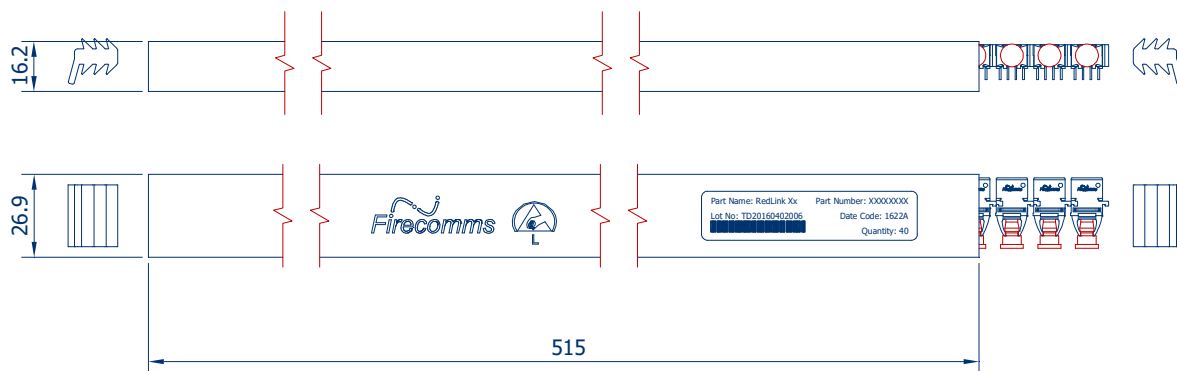 16.2
26.9
Firecomms
L
Part Name: RedLink Xx Part Number: XXXXXXXX
Lot No: TD20160402006 Date Code: 1622A
Quantity: 40
515